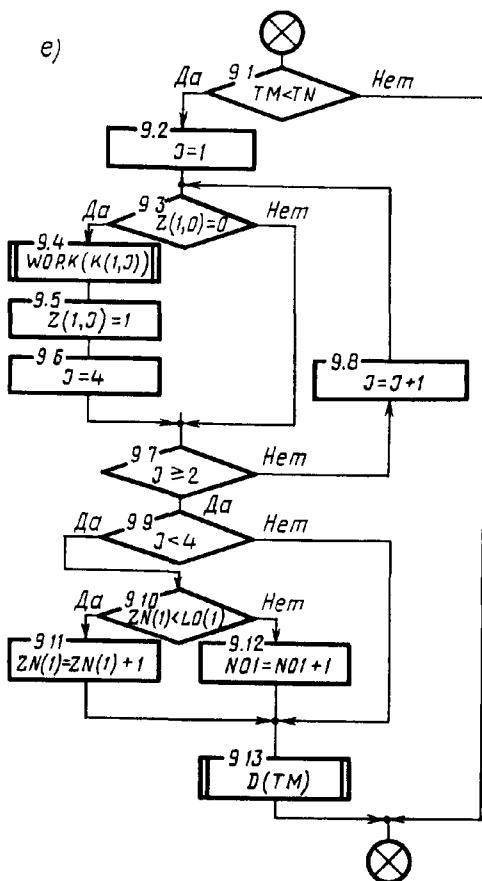 е)
9.1
Да
TM<TN
Нет
9.2
J=1
9.3
Да
Z(1,0)=0
Нет
9.4
WORK(K(1,J))
9.5
Z(1,J)=1
9.6
J=4
9.8
J=J+1
9.7
J≥2
Нет
Да
9.9
Да
J<4
Нет
9.10
Да
ZN(1)<LO(1)
Нет
9.11
ZN(1)=ZN(1)+1
9.12
NO1=NO1+1
9.13
D(TM)